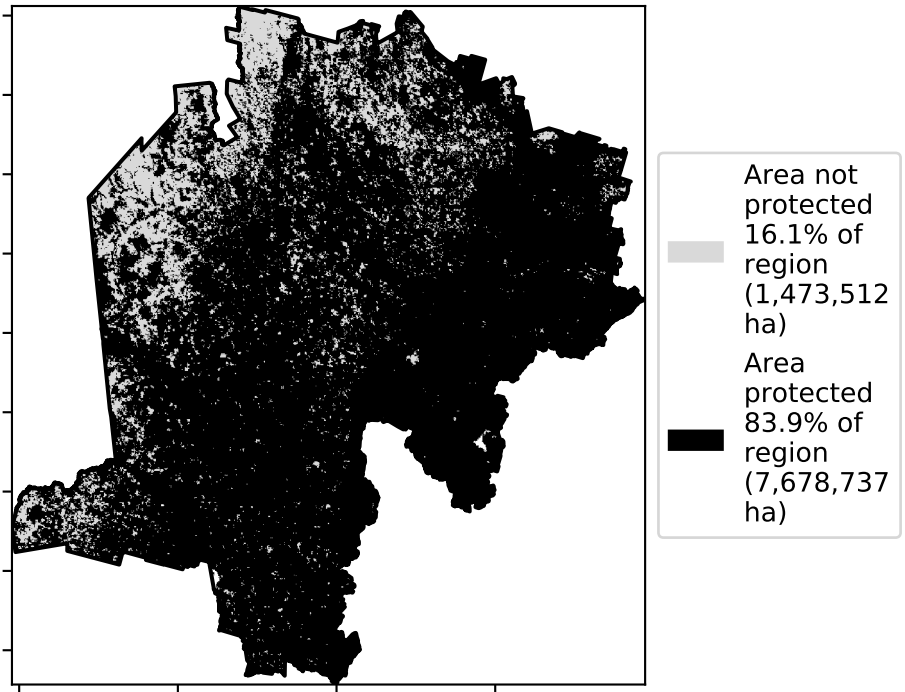 Area not
protected
16.1% of
region
(1,473,512
ha)
Area
protected
83.9% of
region
(7,678,737
ha)